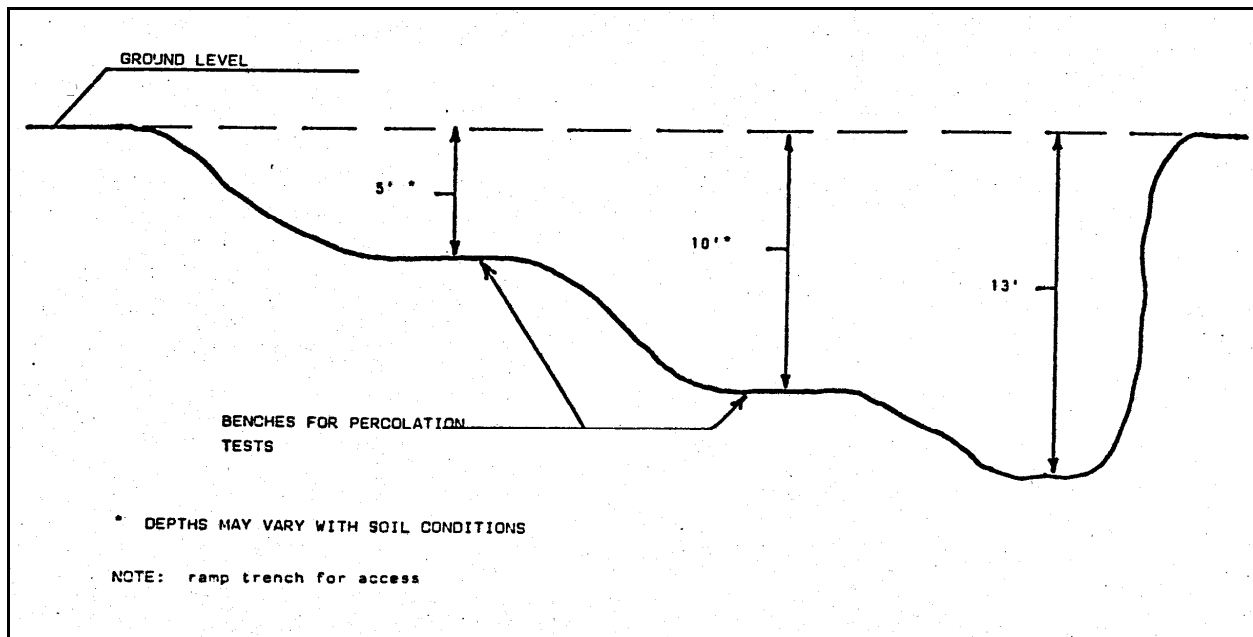 GROUND LEVEL
5' *
10'*
13'
BENCHES FOR PERCOLATION
TESTS
* DEPTHS MAY VARY WITH SOIL CONDITIONS
NOTE: ramp trench for access